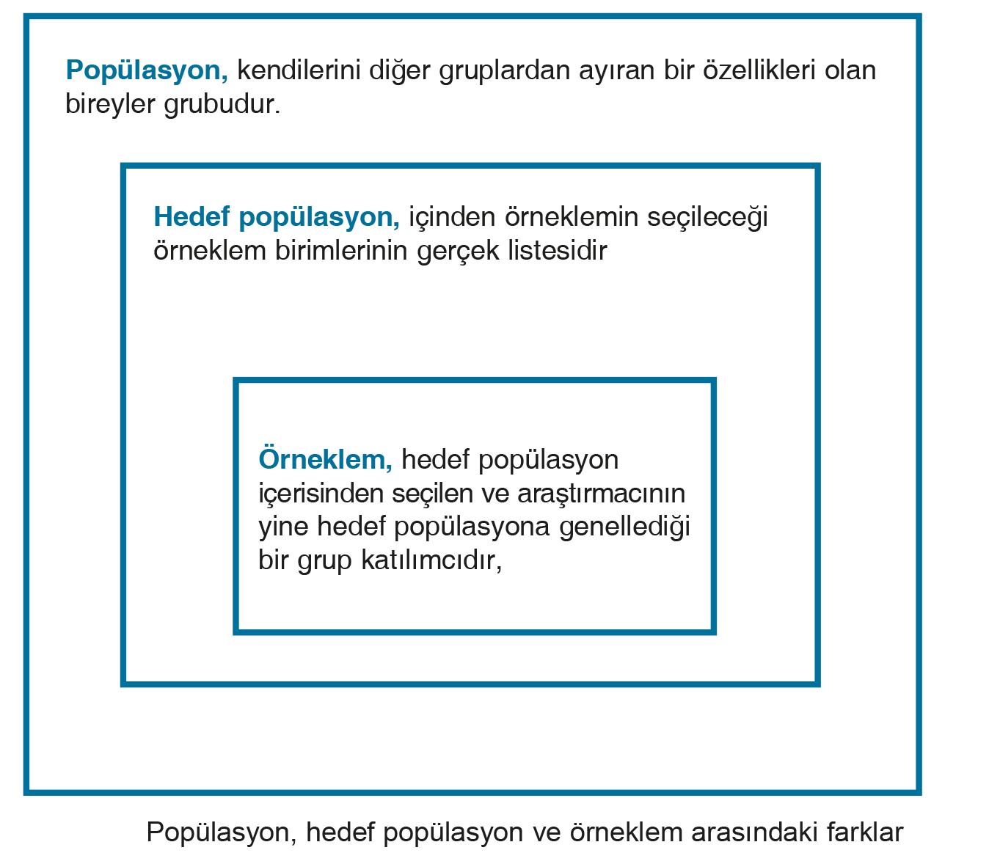 Popülasyon, kendilerini diğer gruplardan ayıran bir özellikleri olan
bireyler grubudur.
Hedef popülasyon, içinden örneklemin seçileceği
örneklem birimlerinin gerçek listesidir
Örneklem, hedef popülasyon
içerisinden seçilen ve araştırmacının
yine hedef popülasyona genellediği
bir grup katılımcıdır,
Popülasyon, hedef popülasyon ve örneklem arasındaki farklar